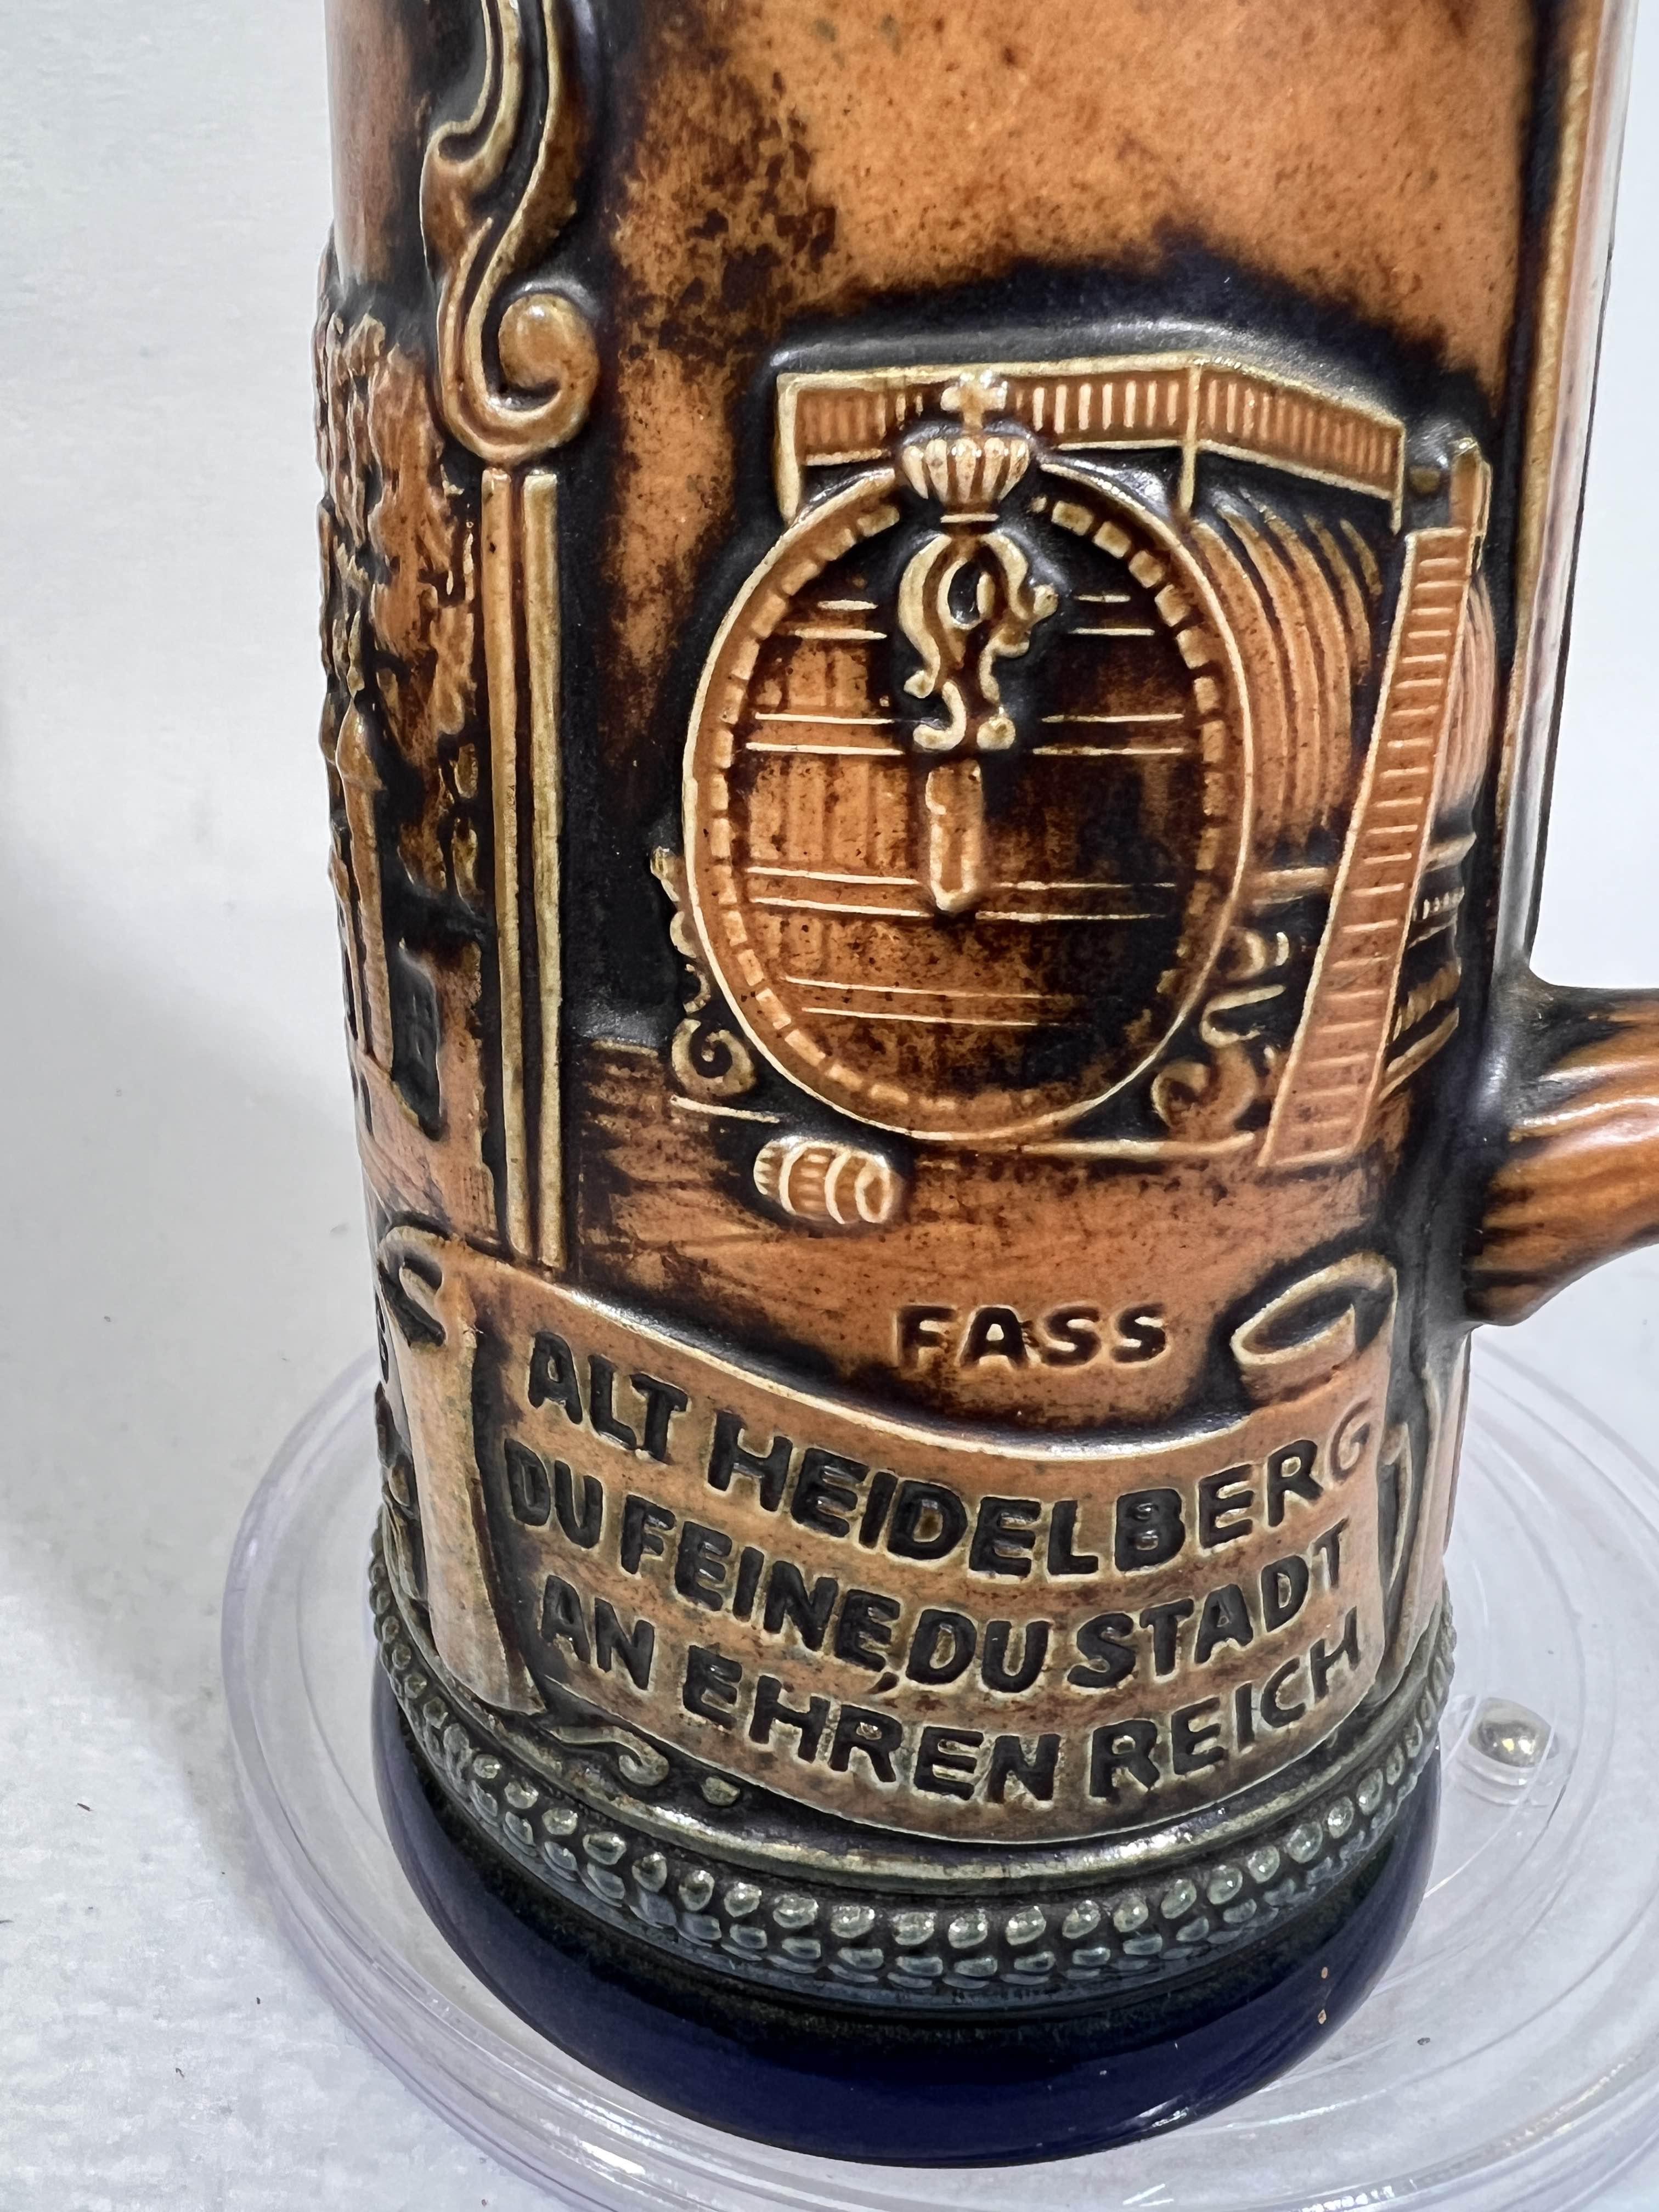 FASS
ALT HEIDELBERG
DU FEINE, DU STADT
AN EHREN REICH